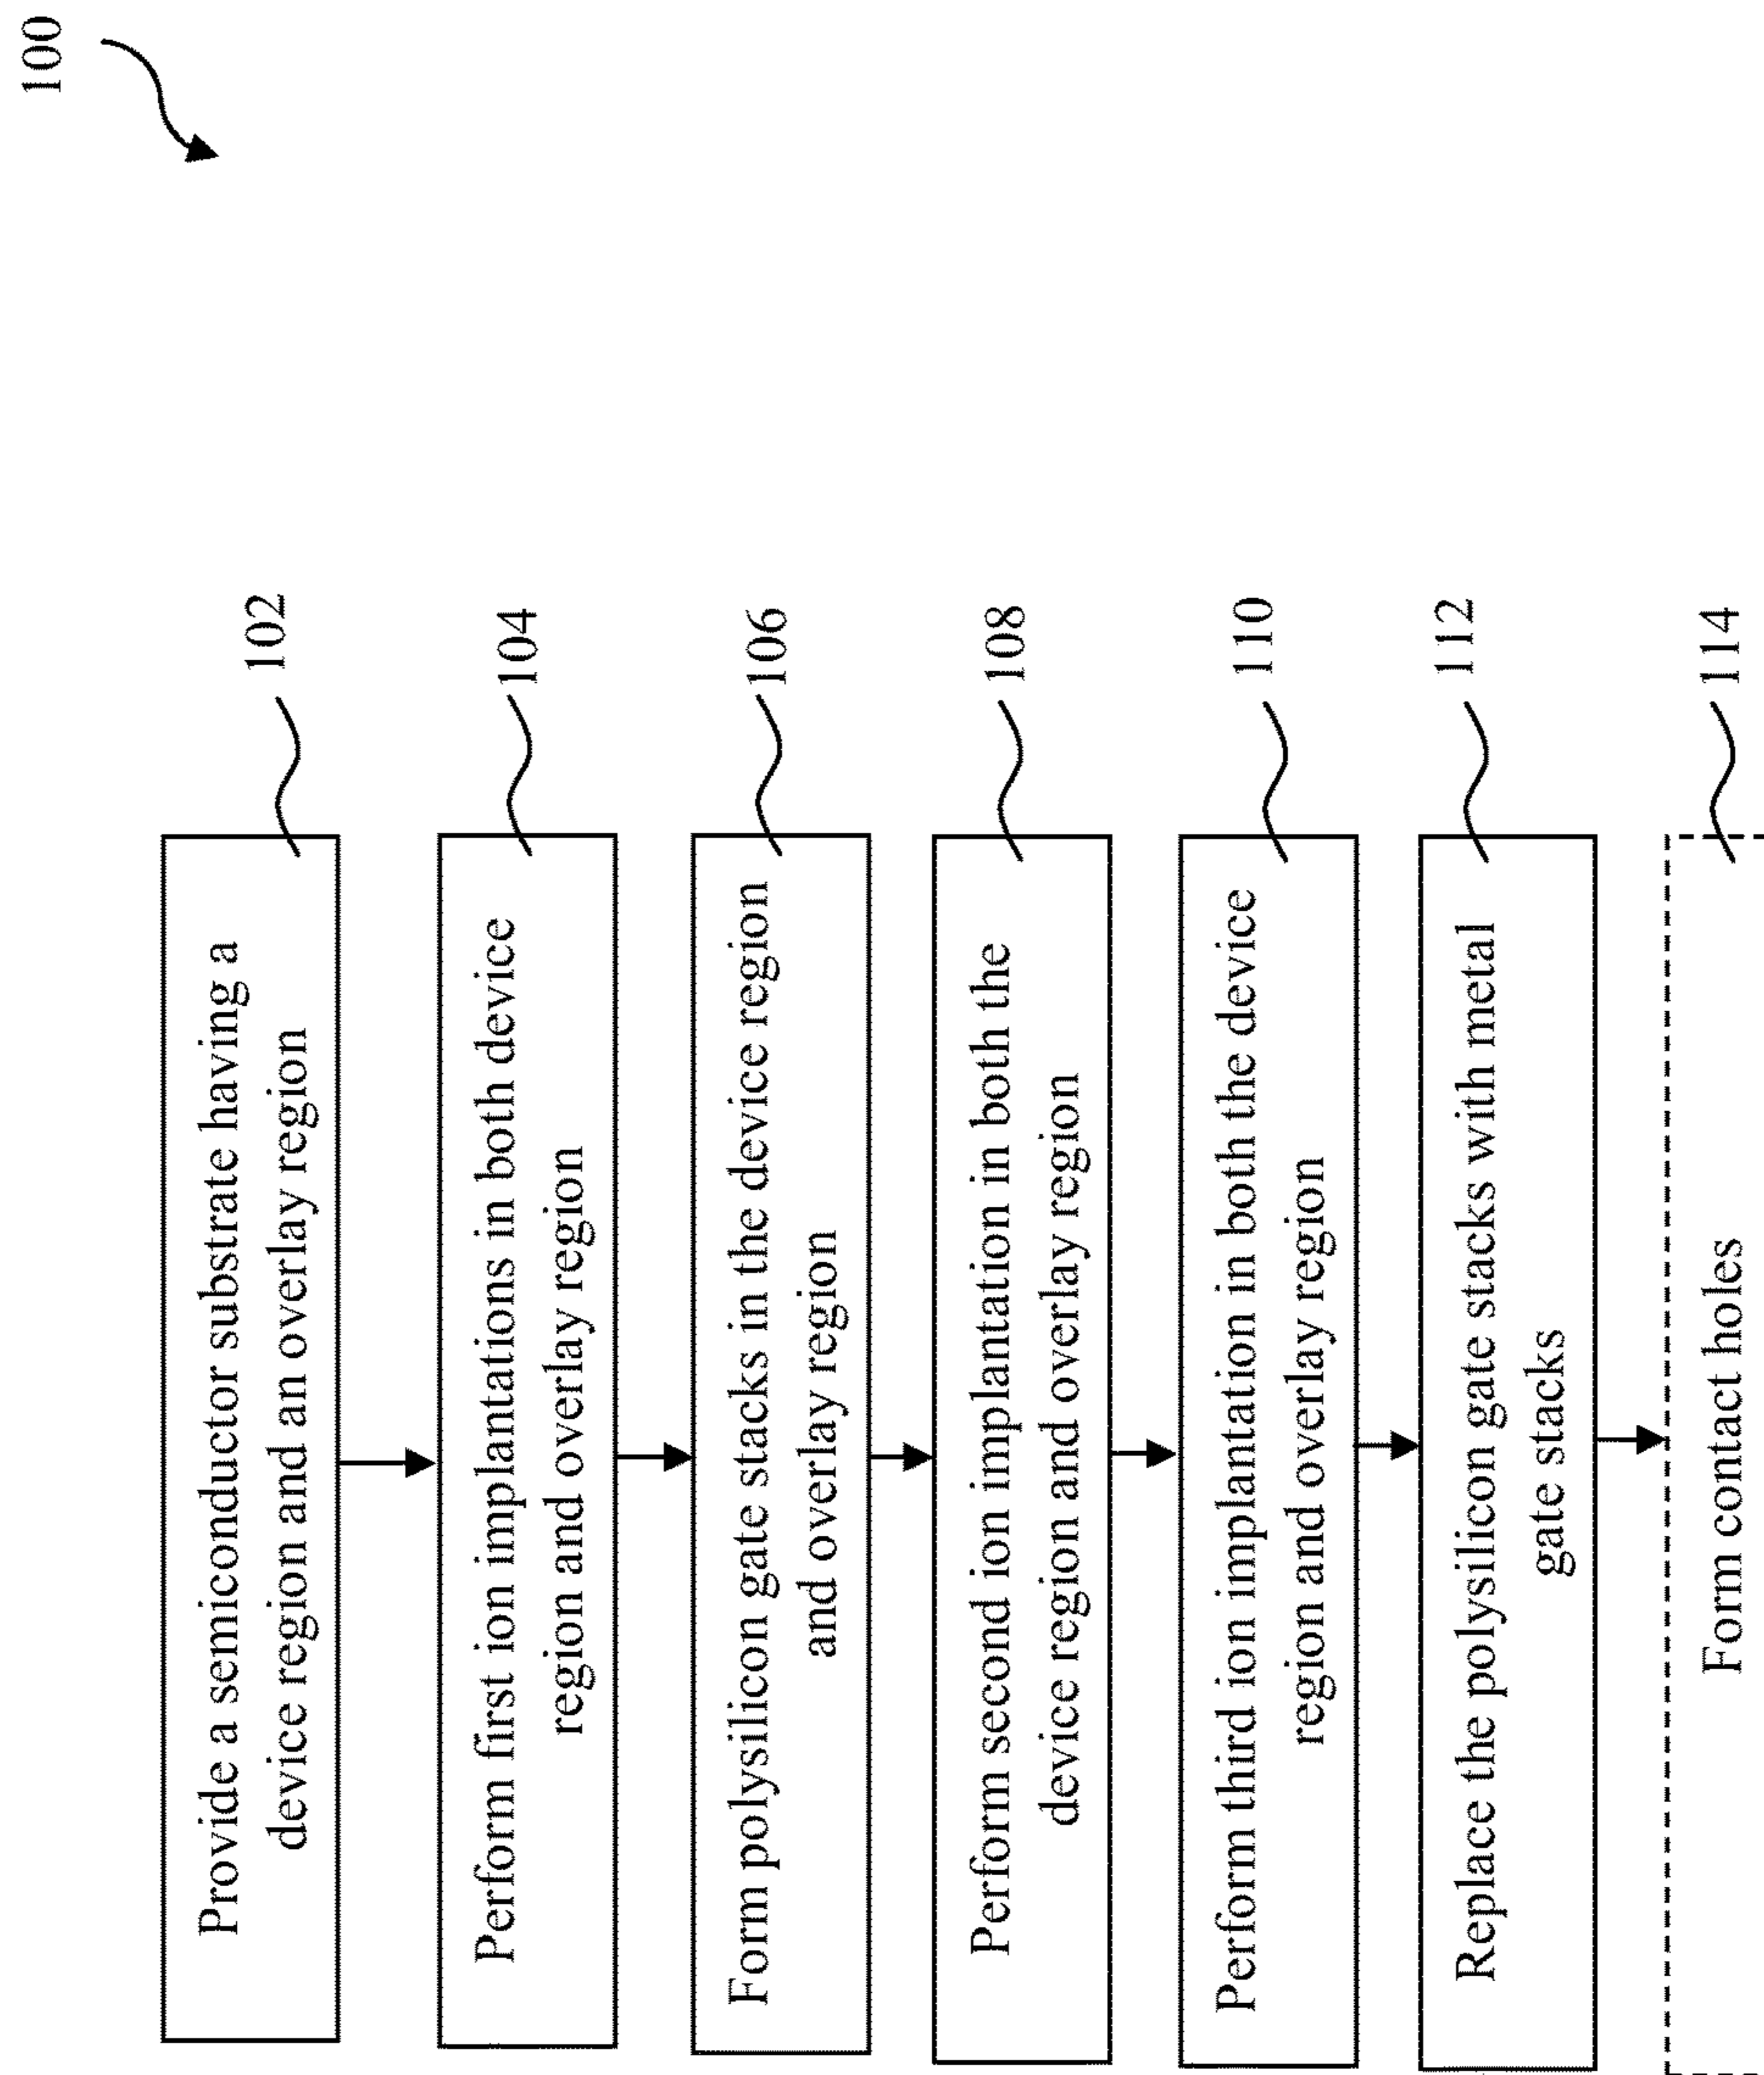 100
Provide a semiconductor substrate having a
device region and an overlay region
102
Perform first ion implantations in both device
region and overlay region
104
Form polysilicon gate stacks in the device region
and overlay region
106
Perform second ion implantation in both the
device region and overlay region
108
Perform third ion implantation in both the device
region and overlay region
110
Replace the polysilicon gate stacks with metal
gate stacks
112
Form contact holes
114